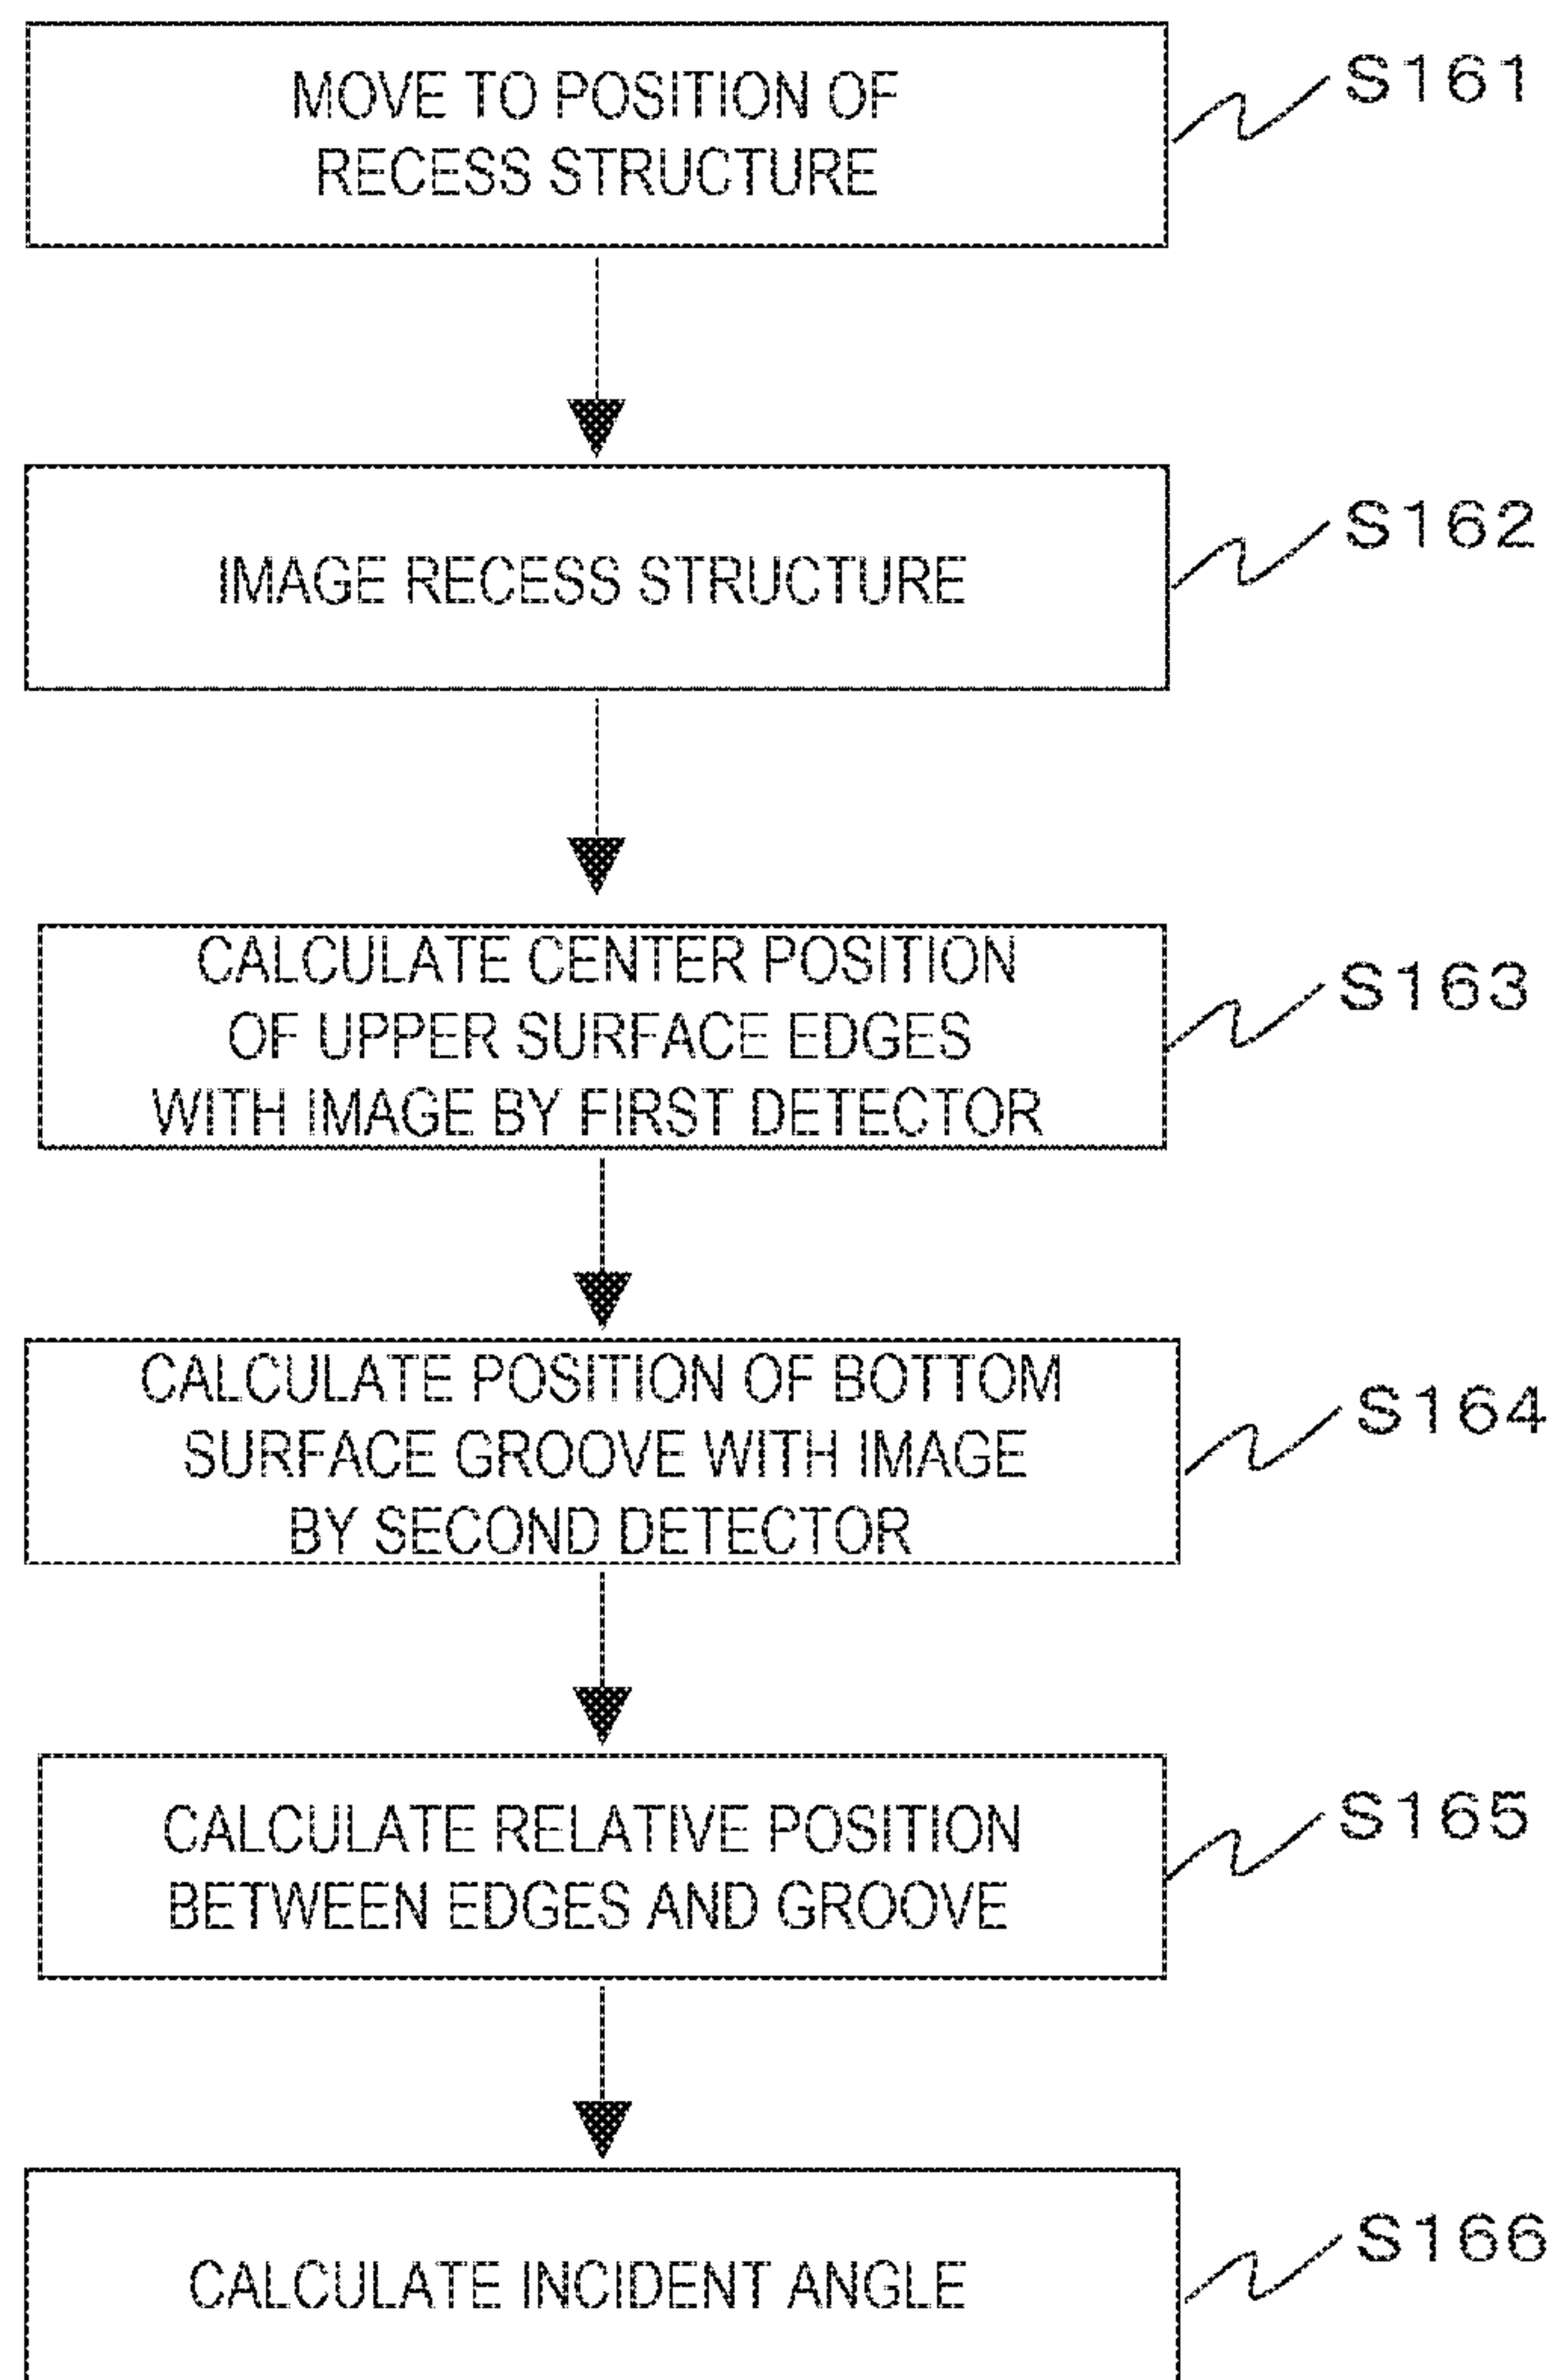 MOVE TO POSITION OF
RECESS STRUCTURE
S161
IMAGE RECESS STRUCTURE
S162
CALCULATE CENTER POSITION
OF UPPER SURFACE EDGES
WITH IMAGE BY FIRST DETECTOR
S163
CALCULATE POSITION OF BOTTOM
SURFACE GROOVE WITH IMAGE
BY SECOND DETECTOR
S164
CALCULATE RELATIVE POSITION
BETWEEN EDGES AND GROOVE
S165
CALCULATE INCIDENT ANGLE
S166